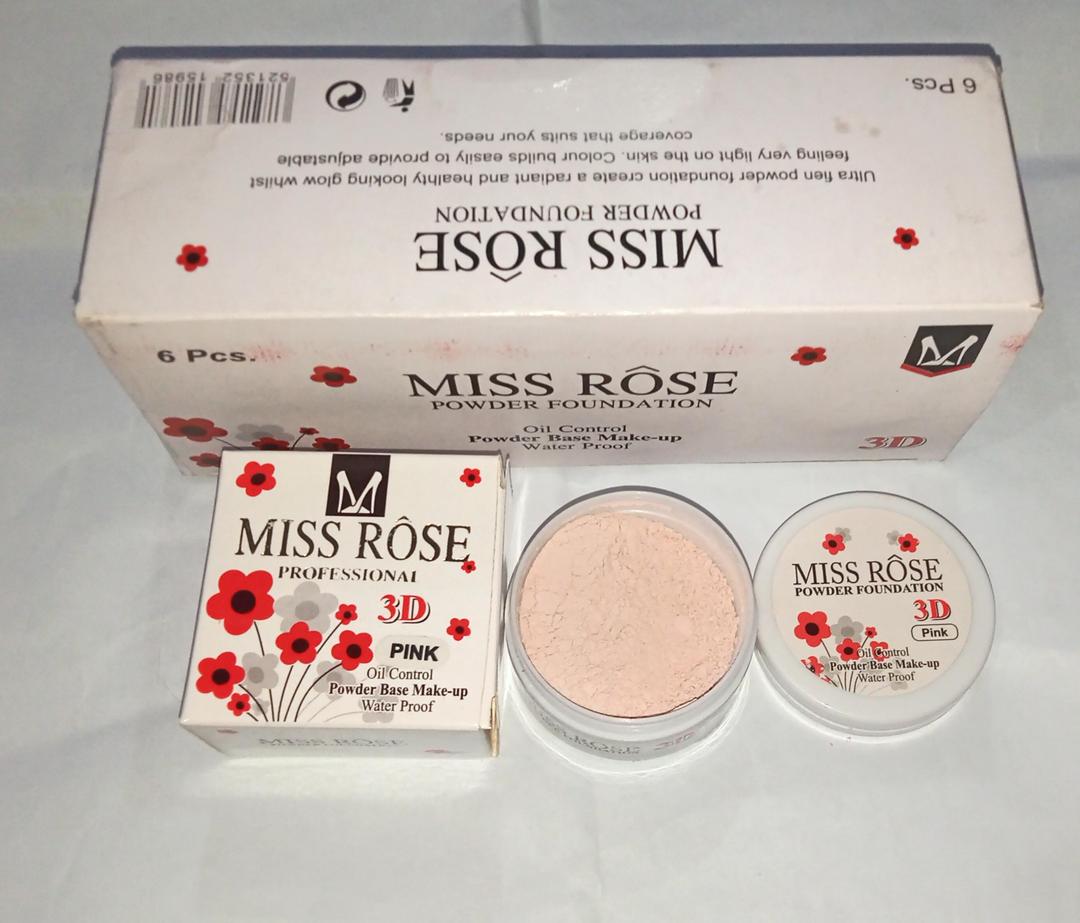 521352 15986
6 Pcs.
MISS RÔSE
POWDER FOUNDATION
Ultra fien powder foundation create a radiant and healhty looking glow whilst
feeling very light on the skin. Colour builds easily to provide adjustable
coverage that suits your needs.
6 Pcs.
MISS RÔSE
POWDER FOUNDATION
Oil Control
Powder Base Make-up
Water Proof
3D
MISS RÔSE
PROFESSIONAL
3D
PINK
Oil Control
Powder Base Make-up
Water Proof
MISS RÔSE
MISS RÔSE
POWDER FOUNDATION
3D
Pink
Oil Control
Powder Base Make-up
Water Proof